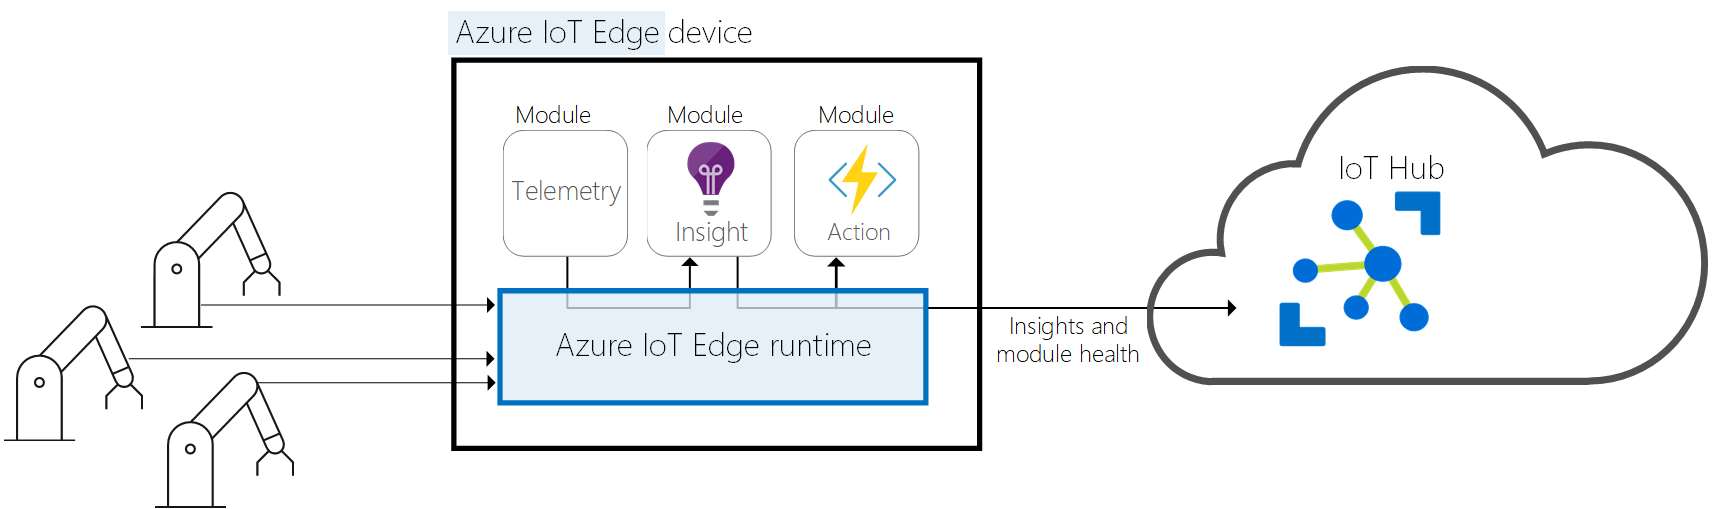 Azure IoT Edge device
Module
Module
Module
Telemetry
Insight
Action
Azure IoT Edge runtime
Insights and
module health
IoT Hub